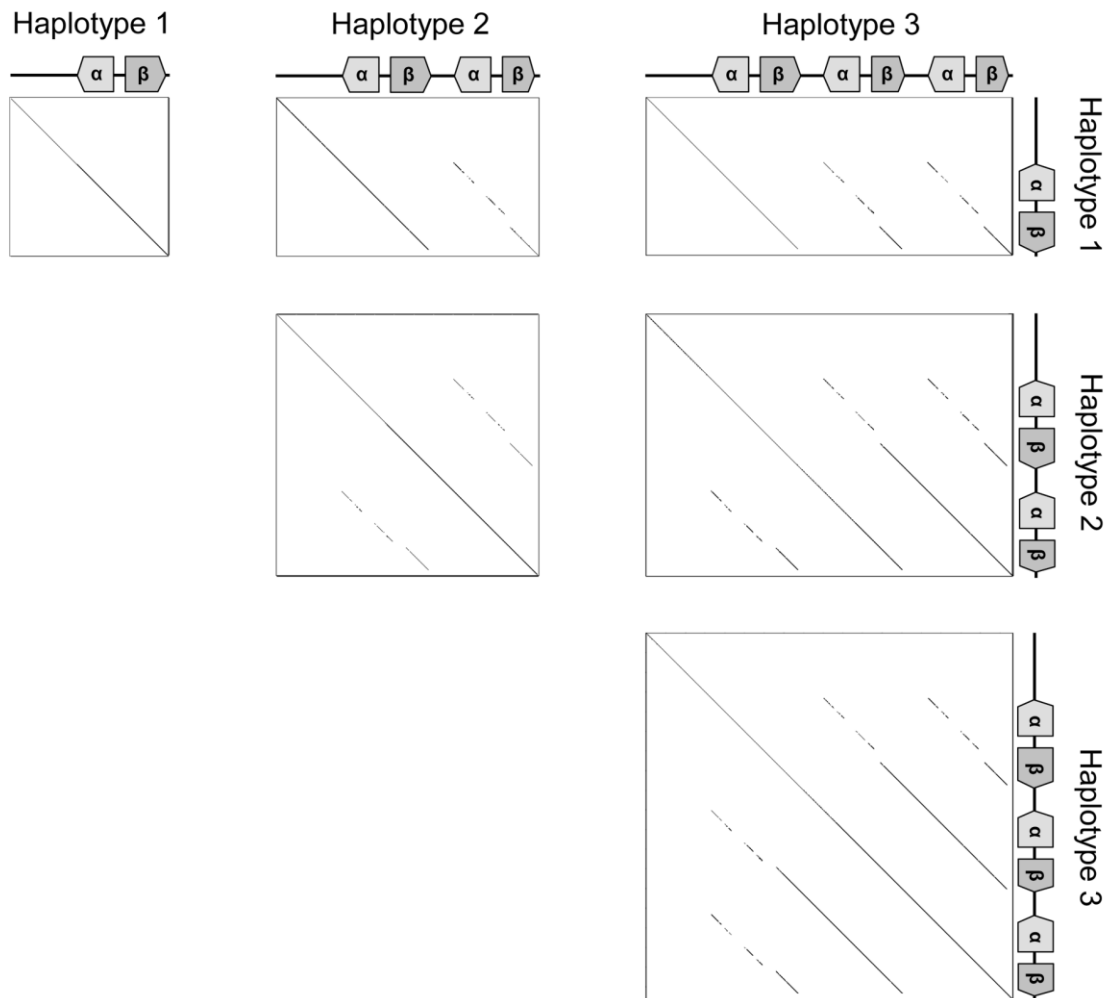 Haplotype 1
Haplotype 2
Haplotype 3
α β
α β α β
α β α β α β
Haplotype 1
α β
Haplotype 2
α β α β
Haplotype 3
α β α β α β